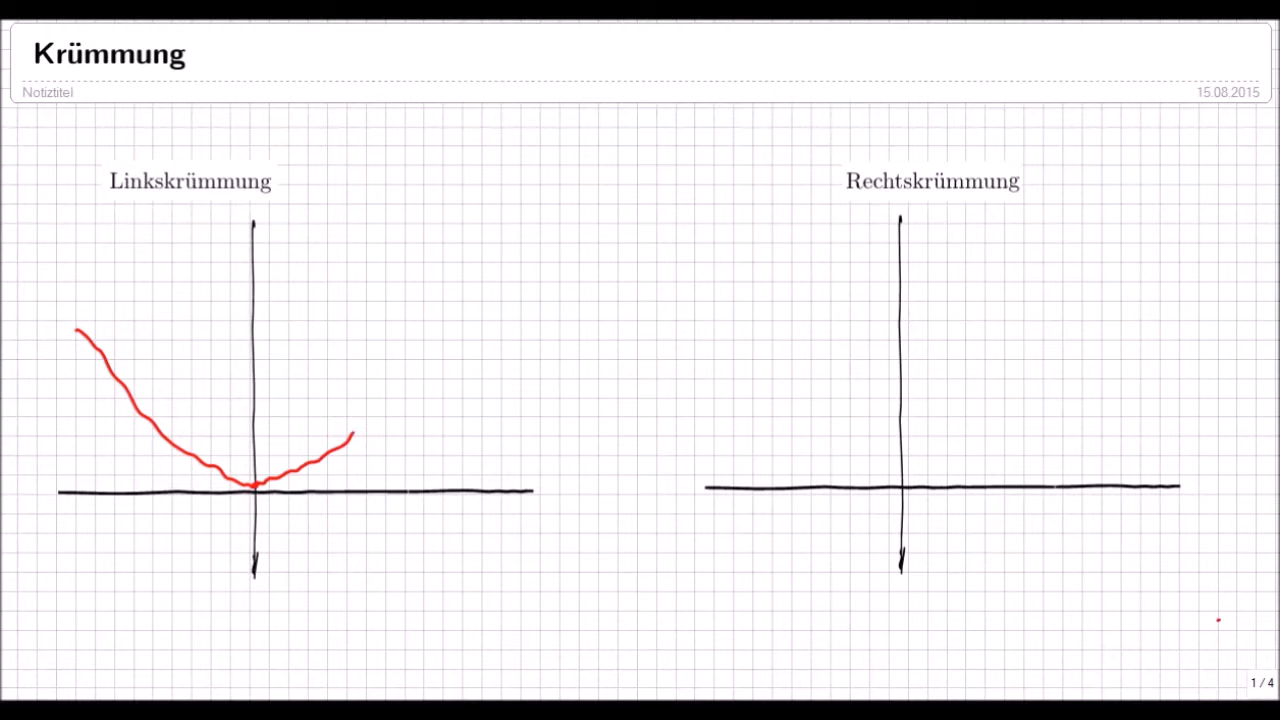 Krümmung
Notiztitel
15.08.2015
Linkskrümmung
Rechtskrümmung
1 / 4